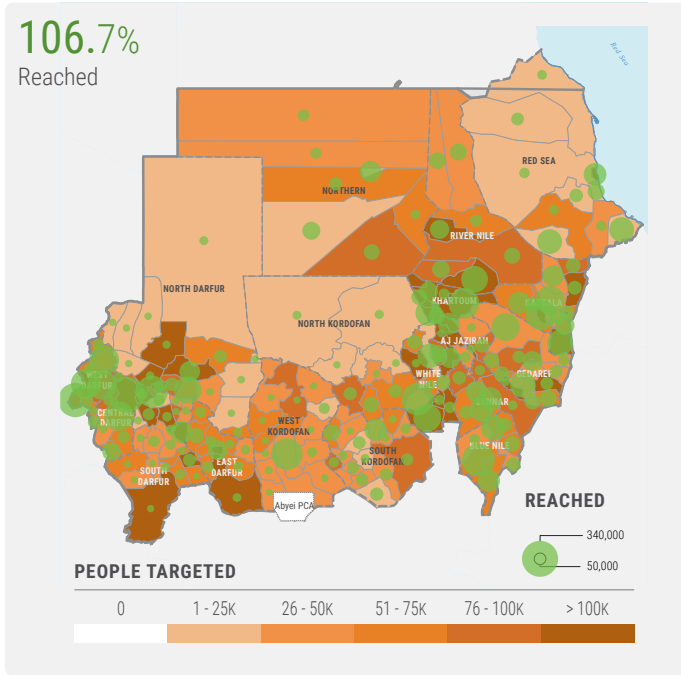 106.7%
Reached
Red Sea
RED SEA
NORTHERN
RIVER NILE
NORTH DARFUR
KHARTOUM
KASSALA
NORTH KORDOFAN
AJ JAZIRAH
WEST
DARFUR
WHITE
NILE
GEDAREF
CENTRAL
DARFUR
SENNAR
WEST
KORDOFAN
BLUE NILE
SOUTH
KORDOFAN
EAST
DARFUR
SOUTH
DARFUR
Abyei PCA
REACHED
340,000
50,000
PEOPLE TARGETED
0
1 - 25K
26 - 50K
51 - 75K
76 - 100K
> 100K